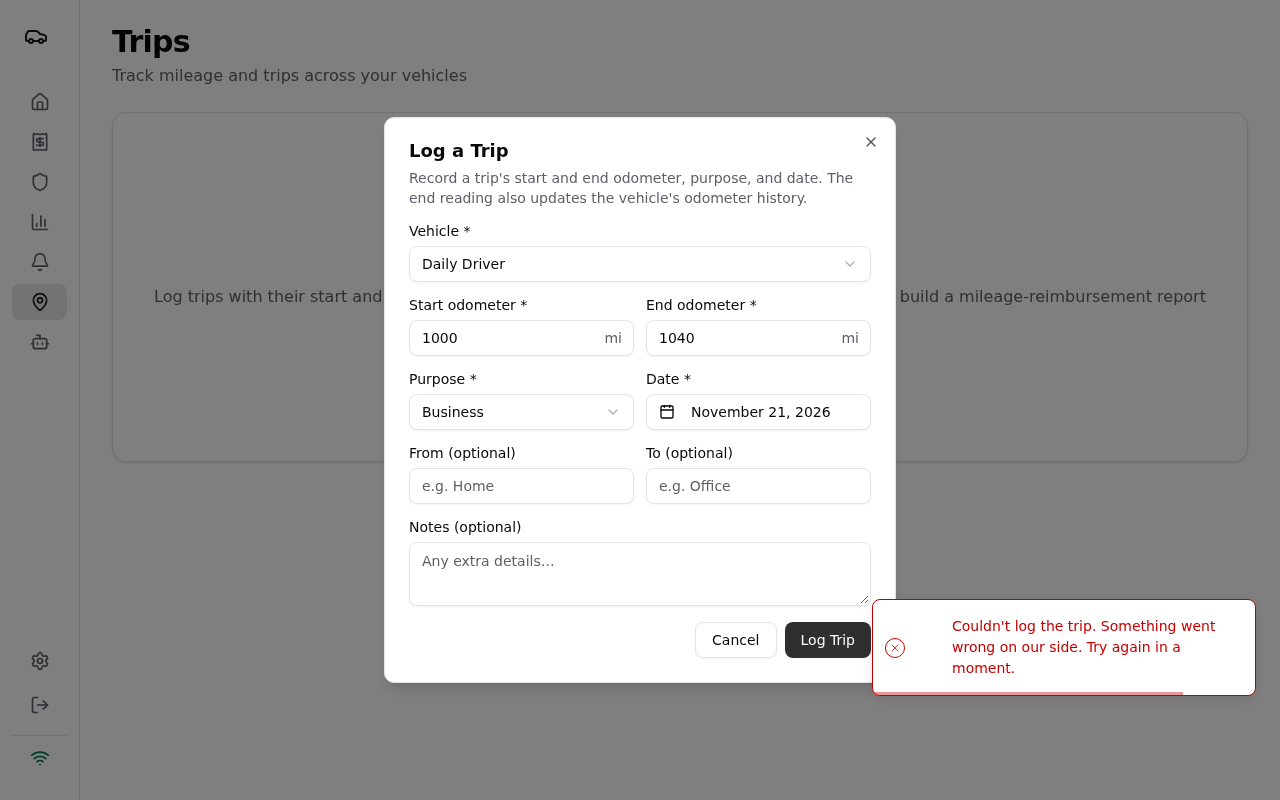 Trips
Track mileage and trips across your vehicles
Log trips with their start and
build a mileage-reimbursement report
Log a Trip
Record a trip's start and end odometer, purpose, and date. The
end reading also updates the vehicle's odometer history.
Vehicle *
Daily Driver
Start odometer *
End odometer *
1000 mi
1040 mi
Purpose *
Date *
Business
November 21, 2026
From (optional)
To (optional)
e.g. Home
e.g. Office
Notes (optional)
Any extra details...
Cancel
Log Trip
Couldn't log the trip. Something went
wrong on our side. Try again in a
moment.